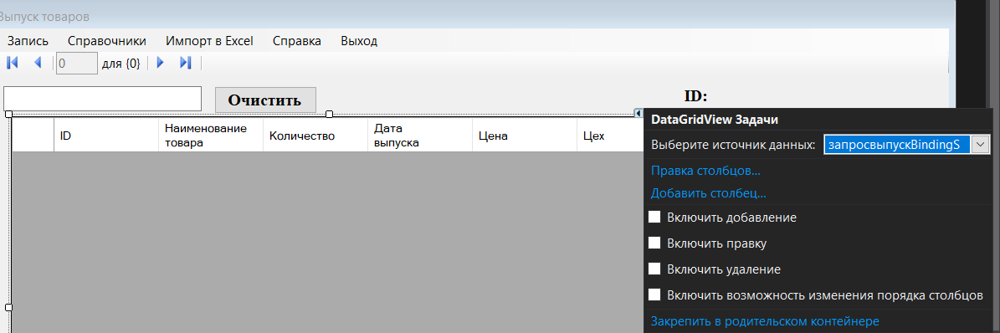 Выпуск товаров
Запись Справочники Импорт в Excel Справка Выход
0 для {0}
Очистить
ID:
ID Наименование товара Количество Дата выпуска Цена Цех
DataGridView Задачи
Выберите источник данных: запросвыпускBindingS
Правка столбцов...
Добавить столбец...
Включить добавление
Включить правку
Включить удаление
Включить возможность изменения порядка столбцов
Закрепить в родительском контейнере